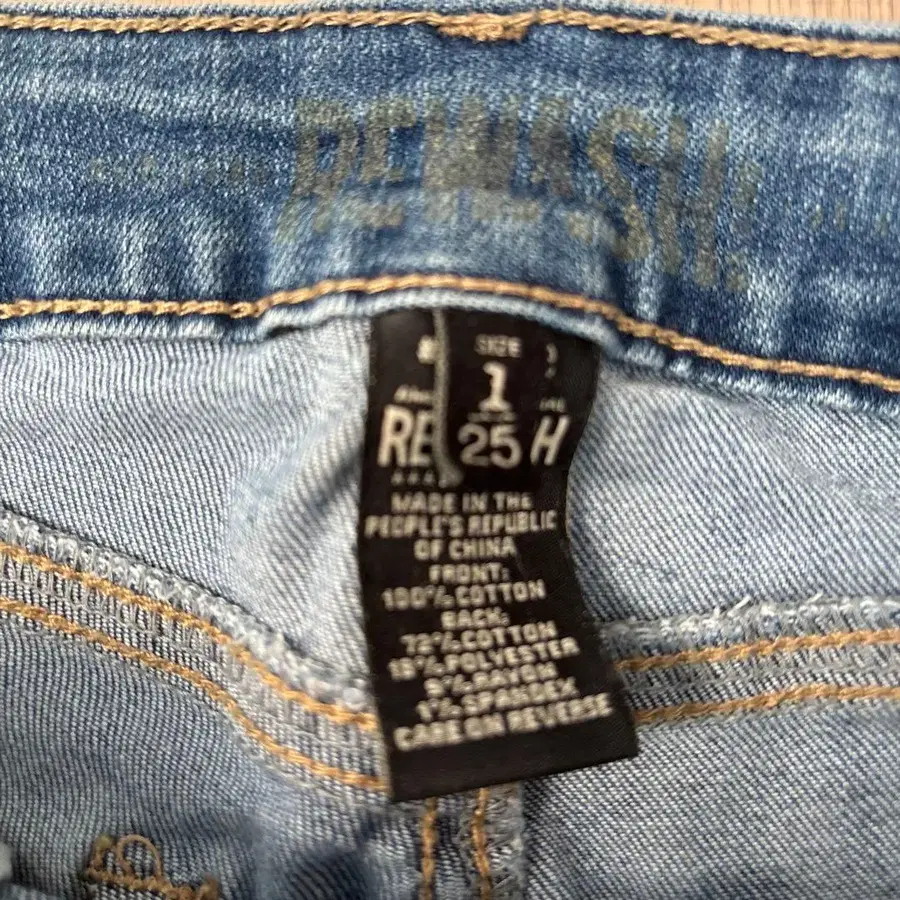 REWASH!
SIZE
1
25
RE H
MADE IN THE
PEOPLE'S REPUBLIC
OF CHINA
FRONT:
100% COTTON
BACK:
72% COTTON
18% POLYESTER
9% RAYON
1% SPANDEX
CARE ON REVERSE